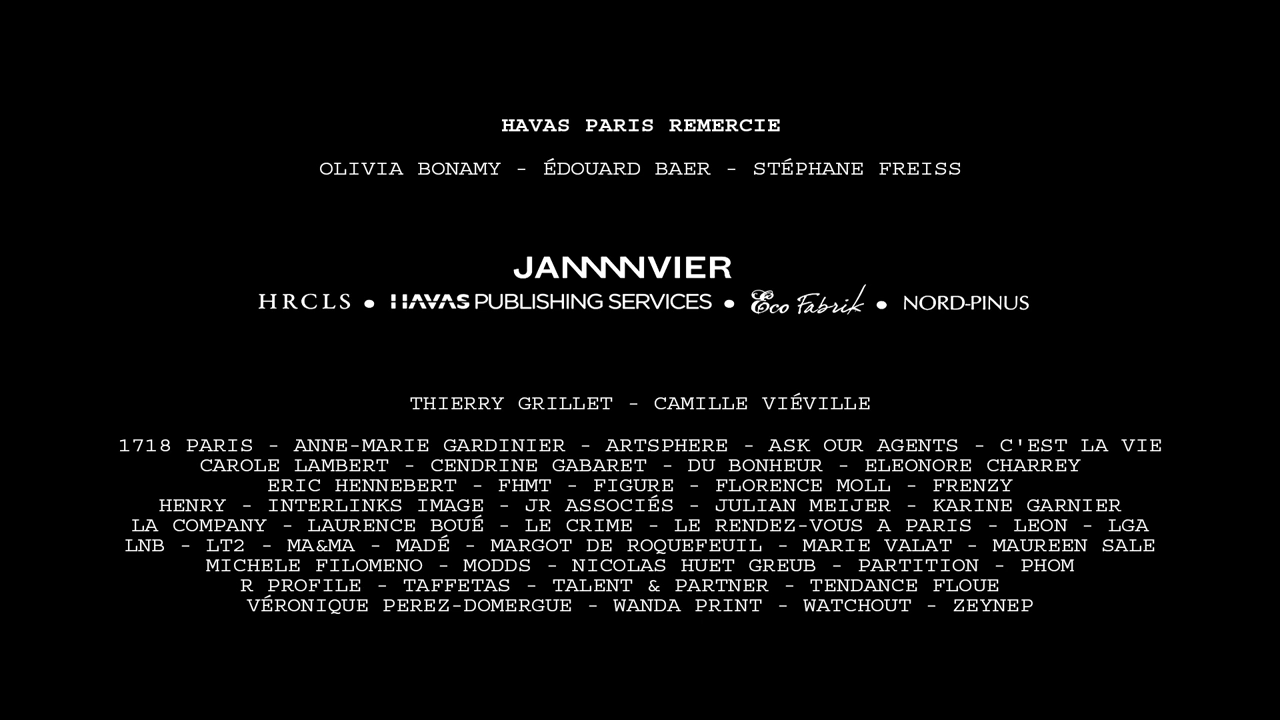 HAVAS PARIS REMERCIE
OLIVIA BONAMY - ÉDOUARD BAER - STÉPHANE FREISS
JANNNNVIER
HRCLS • HAVAS PUBLISHING SERVICES • Eco Fabrik • NORD-PINUS
THIERRY GRILLET - CAMILLE VIÉVILLE
1718 PARIS - ANNE-MARIE GARDINIER - ARTSPHERE - ASK OUR AGENTS - C'EST LA VIE
CAROLE LAMBERT - CENDRINE GABARET - DU BONHEUR - ELEONORE CHARREY
ERIC HENNEBERT - FHMT - FIGURE - FLORENCE MOLL - FRENZY
HENRY - INTERLINKS IMAGE - JR ASSOCIÉS - JULIAN MEIJER - KARINE GARNIER
LA COMPANY - LAURENCE BOUÉ - LE CRIME - LE RENDEZ-VOUS A PARIS - LEON - LGA
LNB - LT2 - MA&MA - MADÉ - MARGOT DE ROQUEFEUIL - MARIE VALAT - MAUREEN SALE
MICHELE FILOMENO - MODDS - NICOLAS HUET GREUB - PARTITION - PHOM
R PROFILE - TAFFETAS - TALENT & PARTNER - TENDANCE FLOUE
VÉRONIQUE PEREZ-DOMERGUE - WANDA PRINT - WATCHOUT - ZEYNEP